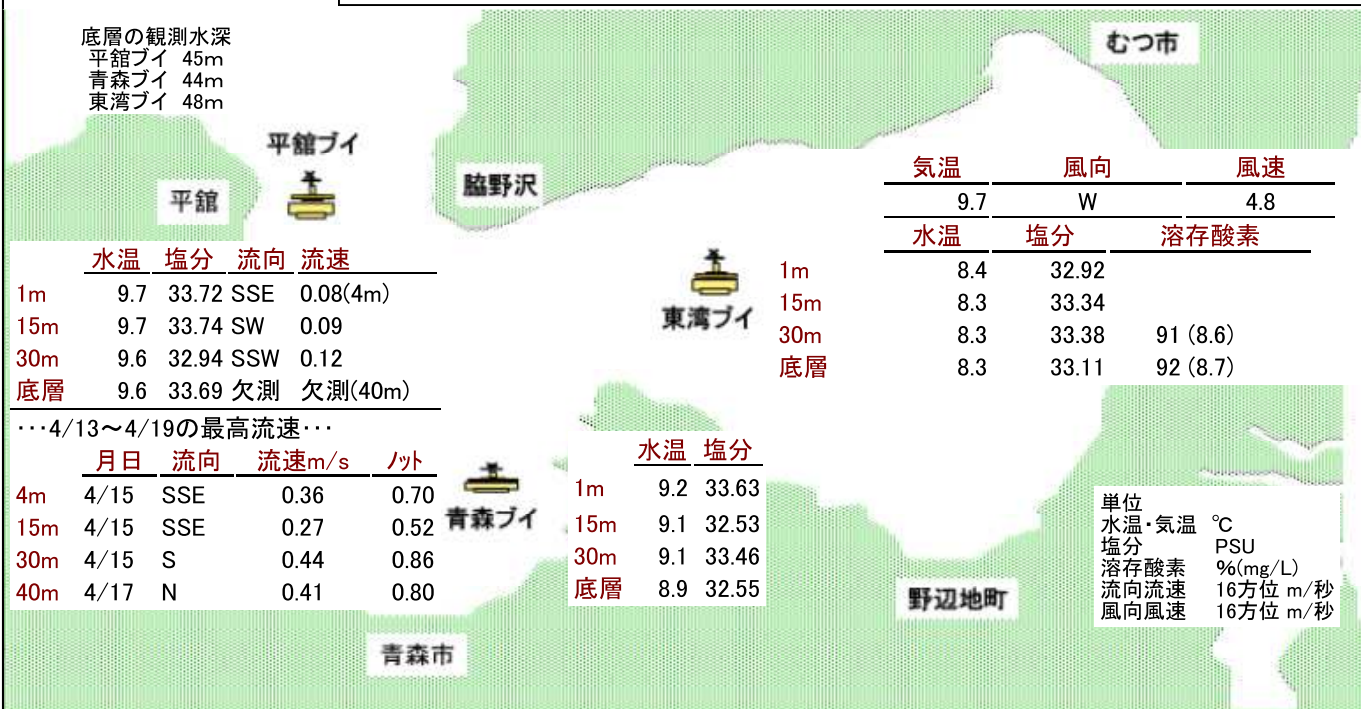 底層の観測水深
平舘ブイ 45m
青森ブイ 44m
東湾ブイ 48m
むつ市
平舘ブイ
脇野沢
平舘
気温 風向 風速
9.7 W 4.8
水温 塩分 溶存酸素
1m 8.4 32.92
15m 8.3 33.34
30m 8.3 33.38 91 (8.6)
底層 8.3 33.11 92 (8.7)
東湾ブイ
水温 塩分 流向 流速
1m 9.7 33.72 SSE 0.08(4m)
15m 9.7 33.74 SW 0.09
30m 9.6 32.94 SSW 0.12
底層 9.6 33.69 欠測 欠測(40m)
･･･4/13～4/19の最高流速･･･
月日 流向 流速m/s ﾉｯﾄ
4m 4/15 SSE 0.36 0.70
15m 4/15 SSE 0.27 0.52
30m 4/15 S 0.44 0.86
40m 4/17 N 0.41 0.80
青森ブイ
水温 塩分
1m 9.2 33.63
15m 9.1 32.53
30m 9.1 33.46
底層 8.9 32.55
単位
水温･気温 ℃
塩分 PSU
溶存酸素 %(mg/L)
流向流速 16方位 m/秒
風向風速 16方位 m/秒
野辺地町
青森市